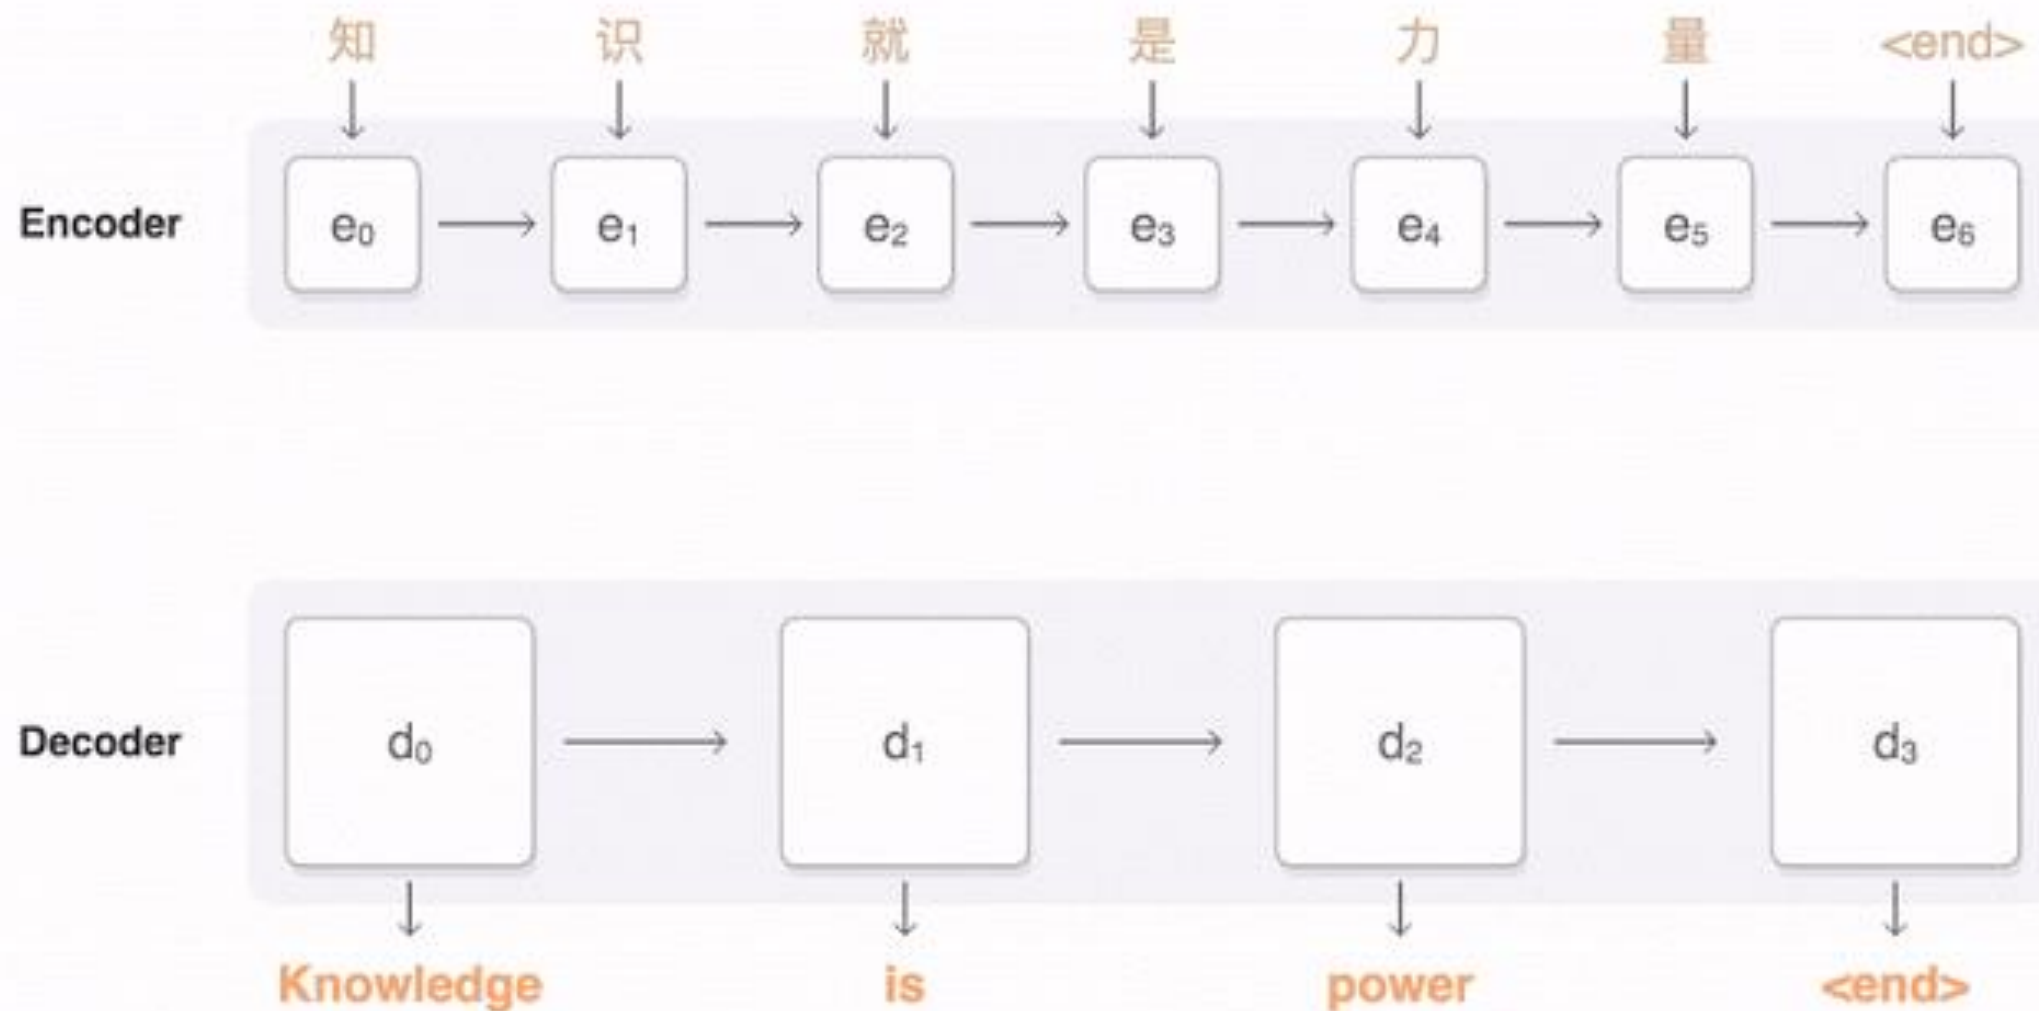 知 识 就 是 力 量 <end>
Encoder e₀ e₁ e₂ e₃ e₄ e₅ e₆
Decoder d₀ d₁ d₂ d₃
Knowledge is power <end>